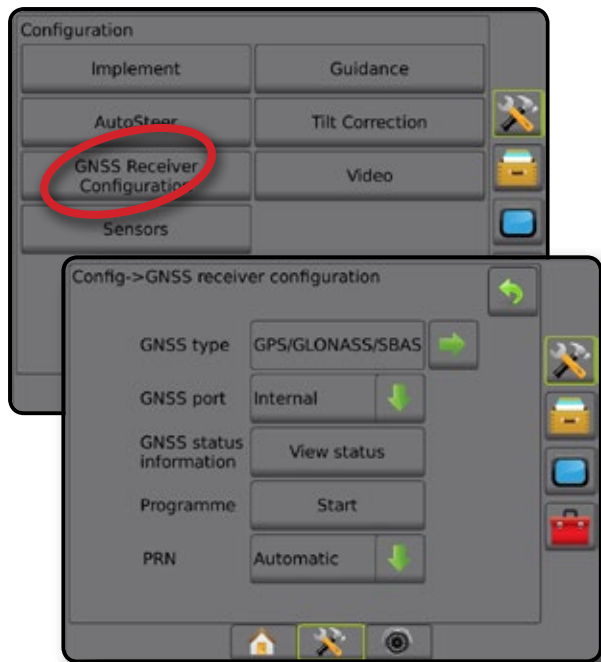 Configuration
Implement
Guidance
AutoSteer
Tilt Correction
GNSS Receiver
Configuration
Video
Sensors
Config->GNSS receiver configuration
GNSS type
GPS/GLONASS/SBAS
GNSS port
Internal
GNSS status
information
View status
Programme
Start
PRN
Automatic